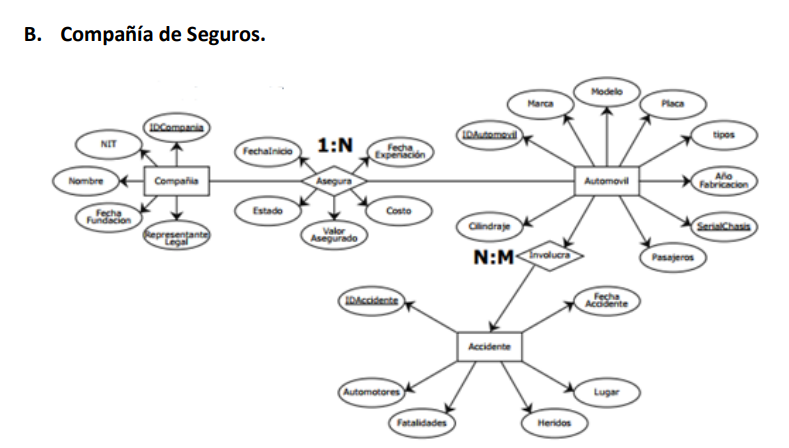 B. Compañía de Seguros.
Modelo
Marca
Placa
IDCompania
IDAutomovil
tipos
NIT
1:N
FechaInicio
Fecha
Experiación
Nombre
Compañia
Asegura
Automovil
Año
Fabricacion
Fecha
Fundacion
Estado
Costo
Representante
Legal
Valor
Asegurado
Cilindraje
SerialChasis
N:M
Involucra
Pasajeros
IDAccidente
Fecha
Accidente
Accidente
Automotores
Lugar
Fatalidades
Heridos